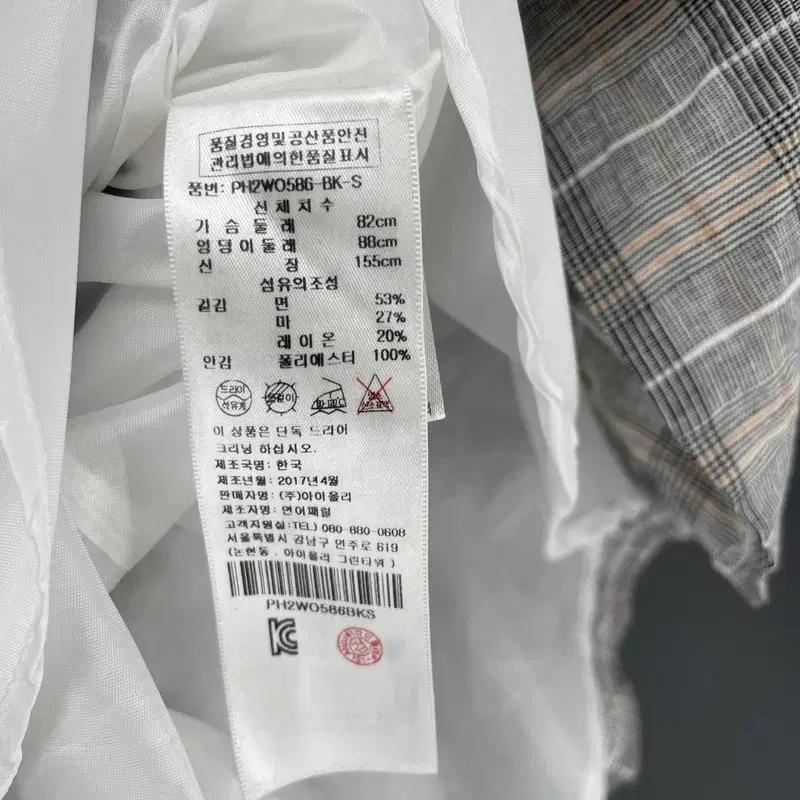 품질경영및공산품안전
관리법에의한품질표시
품번: PH2WO586-BK-S
신체치수
가슴둘레 82cm
엉덩이둘레 88cm
신장 155cm
섬유의조성
겉감 면 53%
마 27%
레이온 20%
안감 폴리에스터 100%
드라이
석유계
이 상품은 단독 드라이
크리닝 하십시오.
제조국명: 한국
제조년월: 2017년4월
판매자명: (주)아이올리
제조자명: 연어패럴
고객지원실:TEL) 080-880-0608
서울특별시 강남구 언주로 619
(논현동, 아이올리 그린타워)
PH2WO586BKS